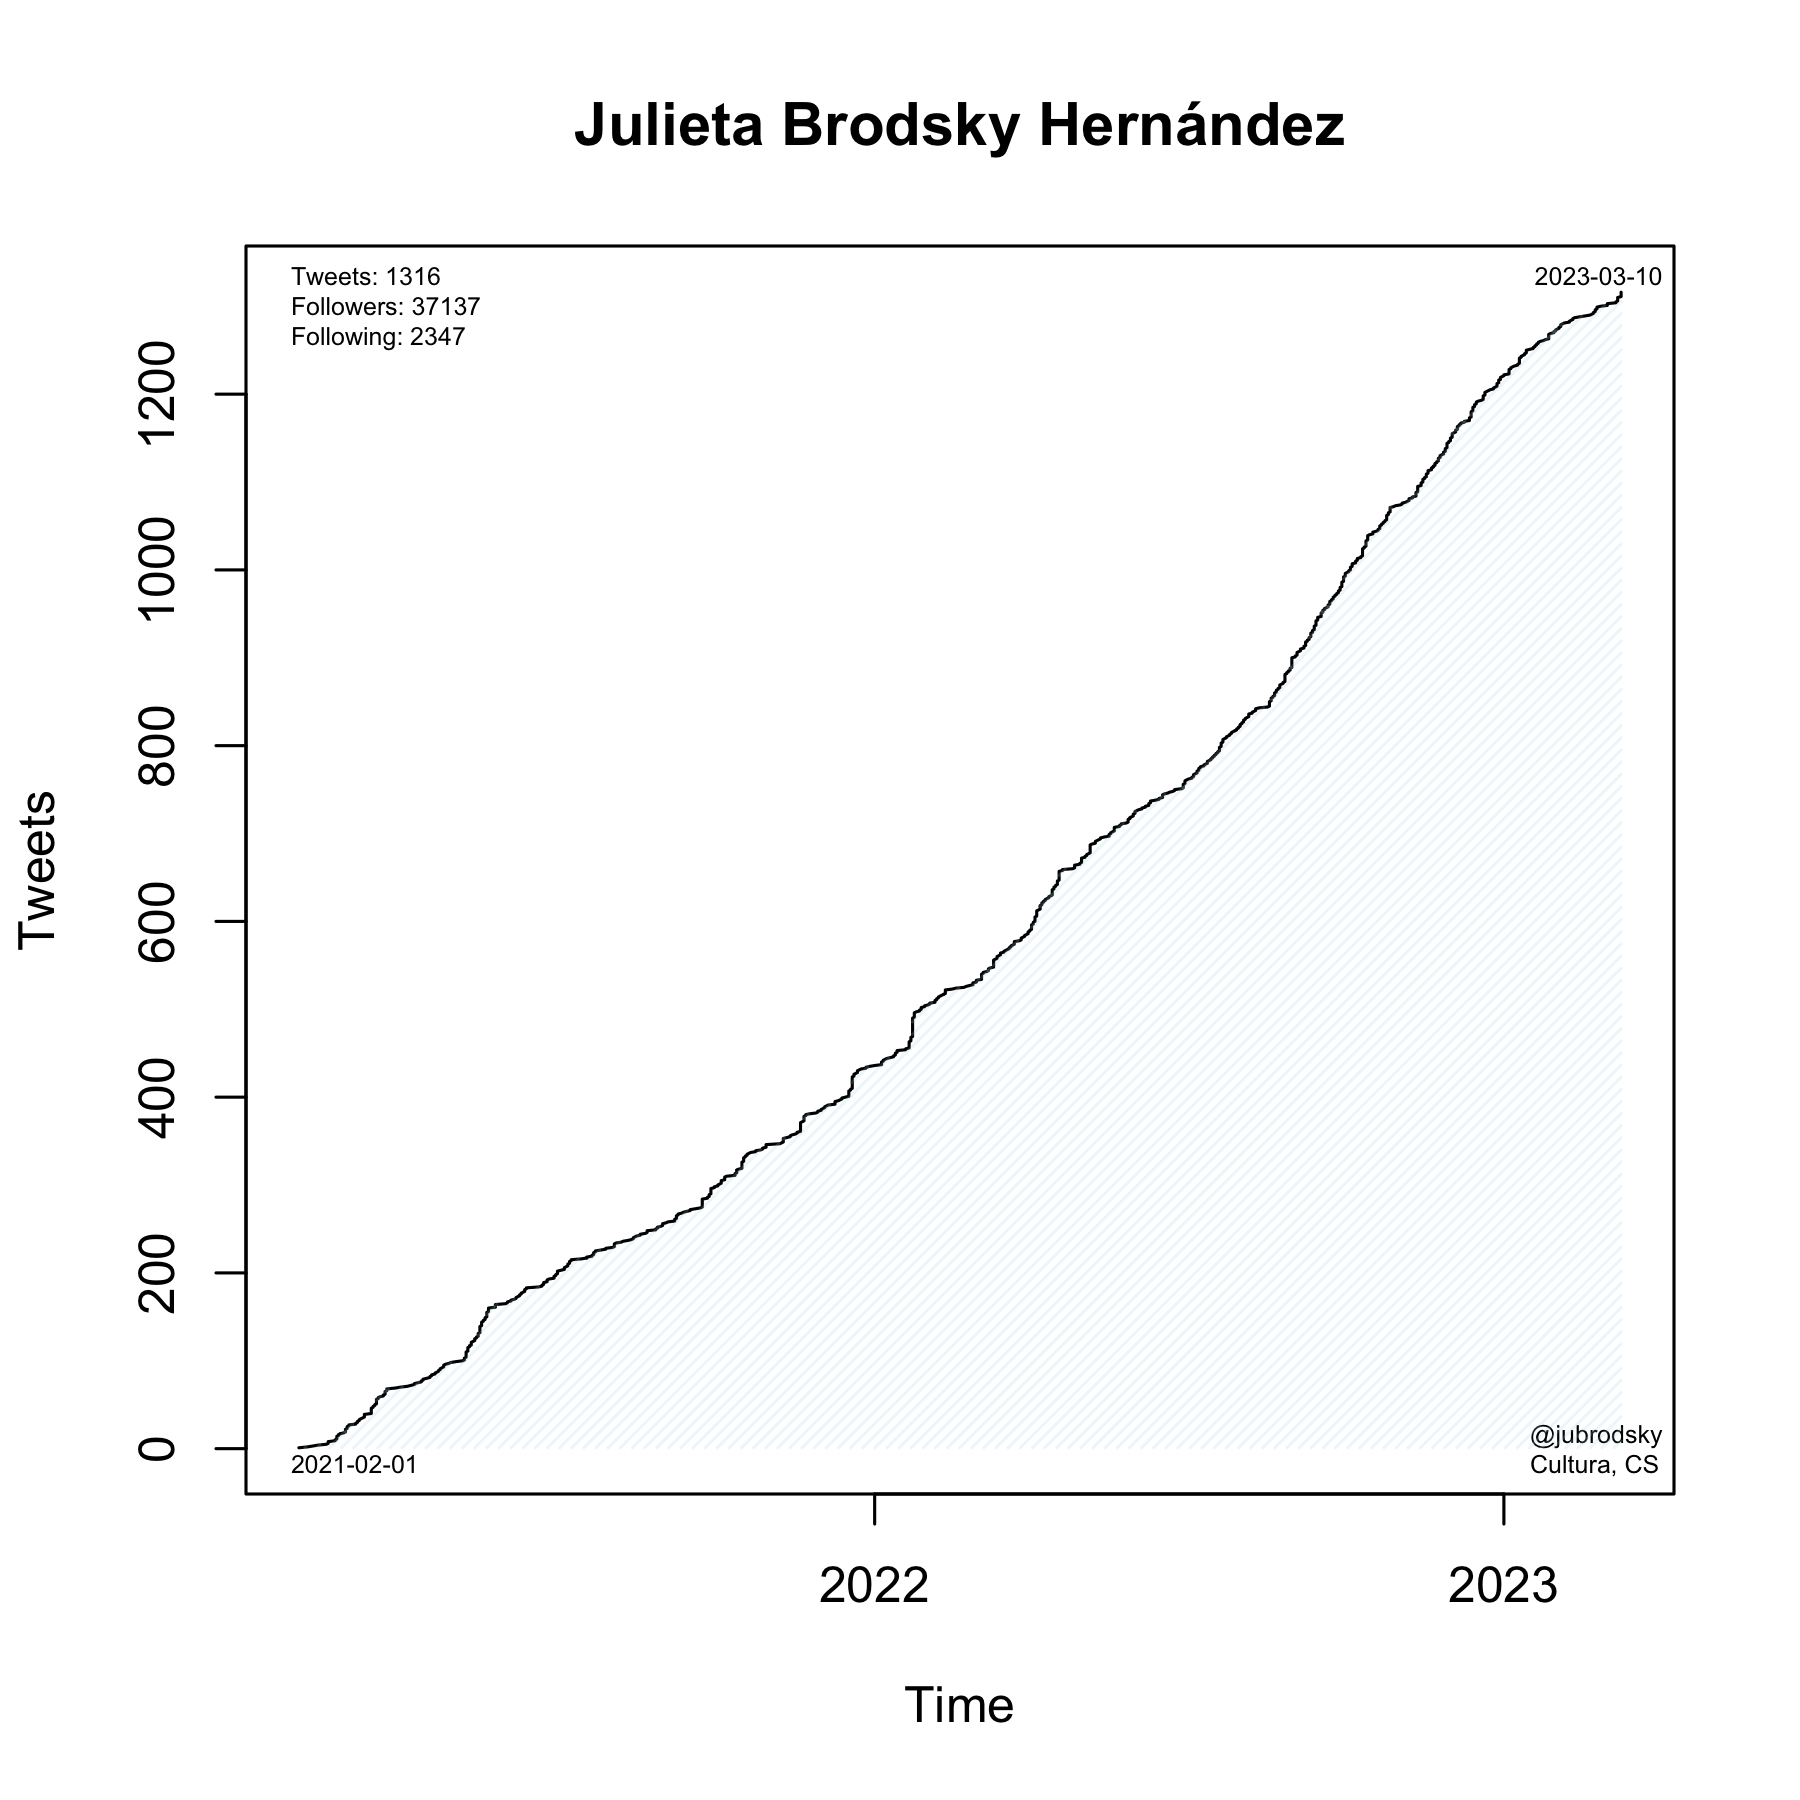 Julieta Brodsky Hernández
Tweets: 1316
Followers: 37137
Following: 2347
2023-03-10
1200
1000
800
600
400
200
0
Tweets
2021-02-01
@jubrodsky
Cultura, CS
2022
2023
Time